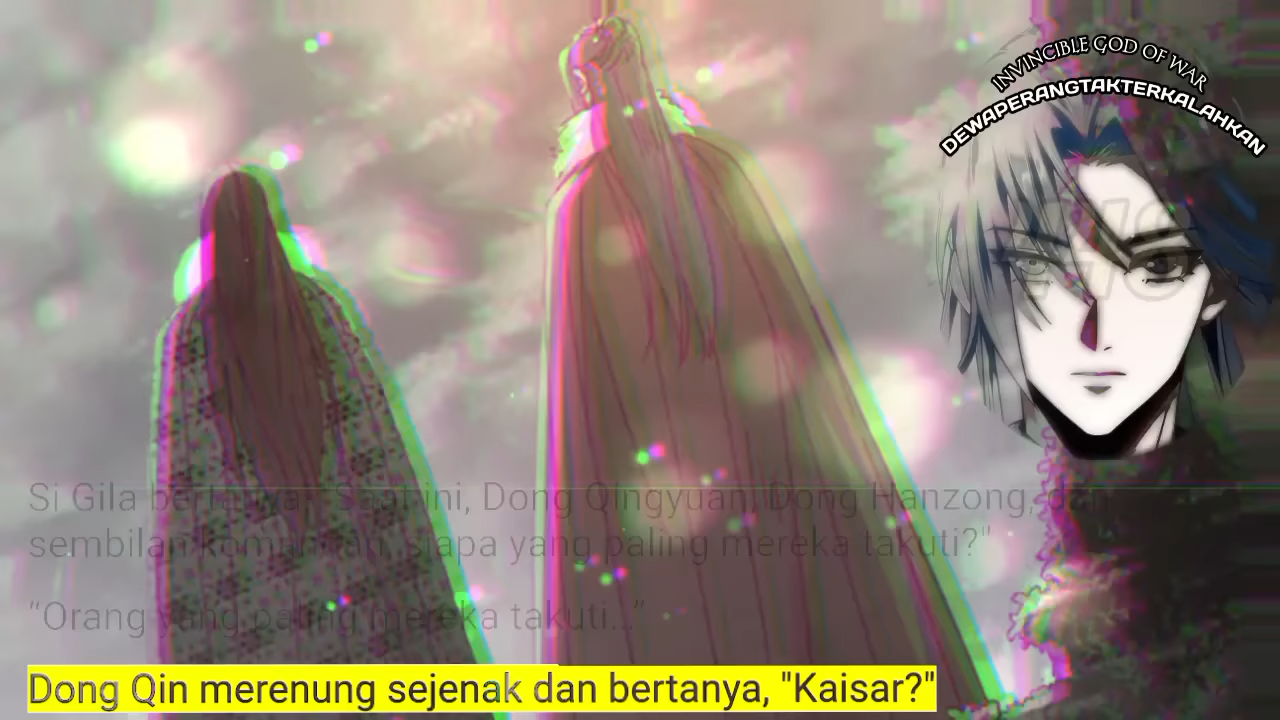 INVINCIBLE GOD OF WAR
DEWAPERANGTAKTERKALAHKAN
Si Gila bertanya, "Saat ini, Dong Qingyuan, Dong Hanzong, dan
sembilan komandan, siapa yang paling mereka takuti?"
"Orang yang paling mereka takuti..."
Dong Qin merenung sejenak dan bertanya, "Kaisar?"